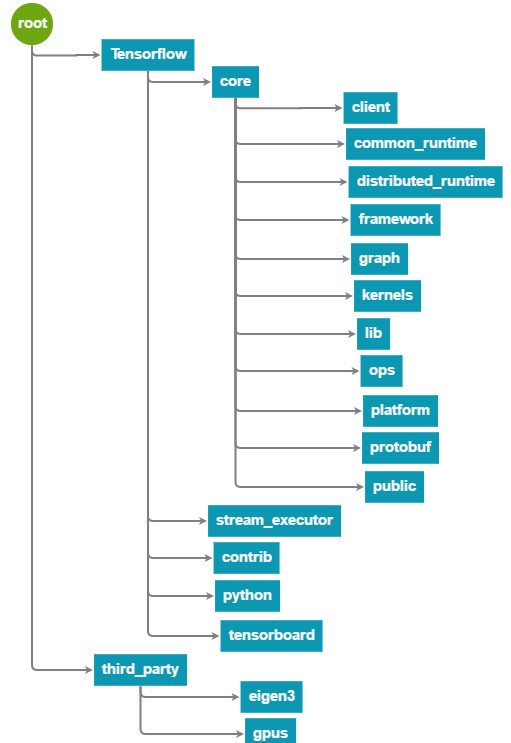 root
Tensorflow
core
client
common_runtime
distributed_runtime
framework
graph
kernels
lib
ops
platform
protobuf
public
stream_executor
contrib
python
tensorboard
third_party
eigen3
gpus